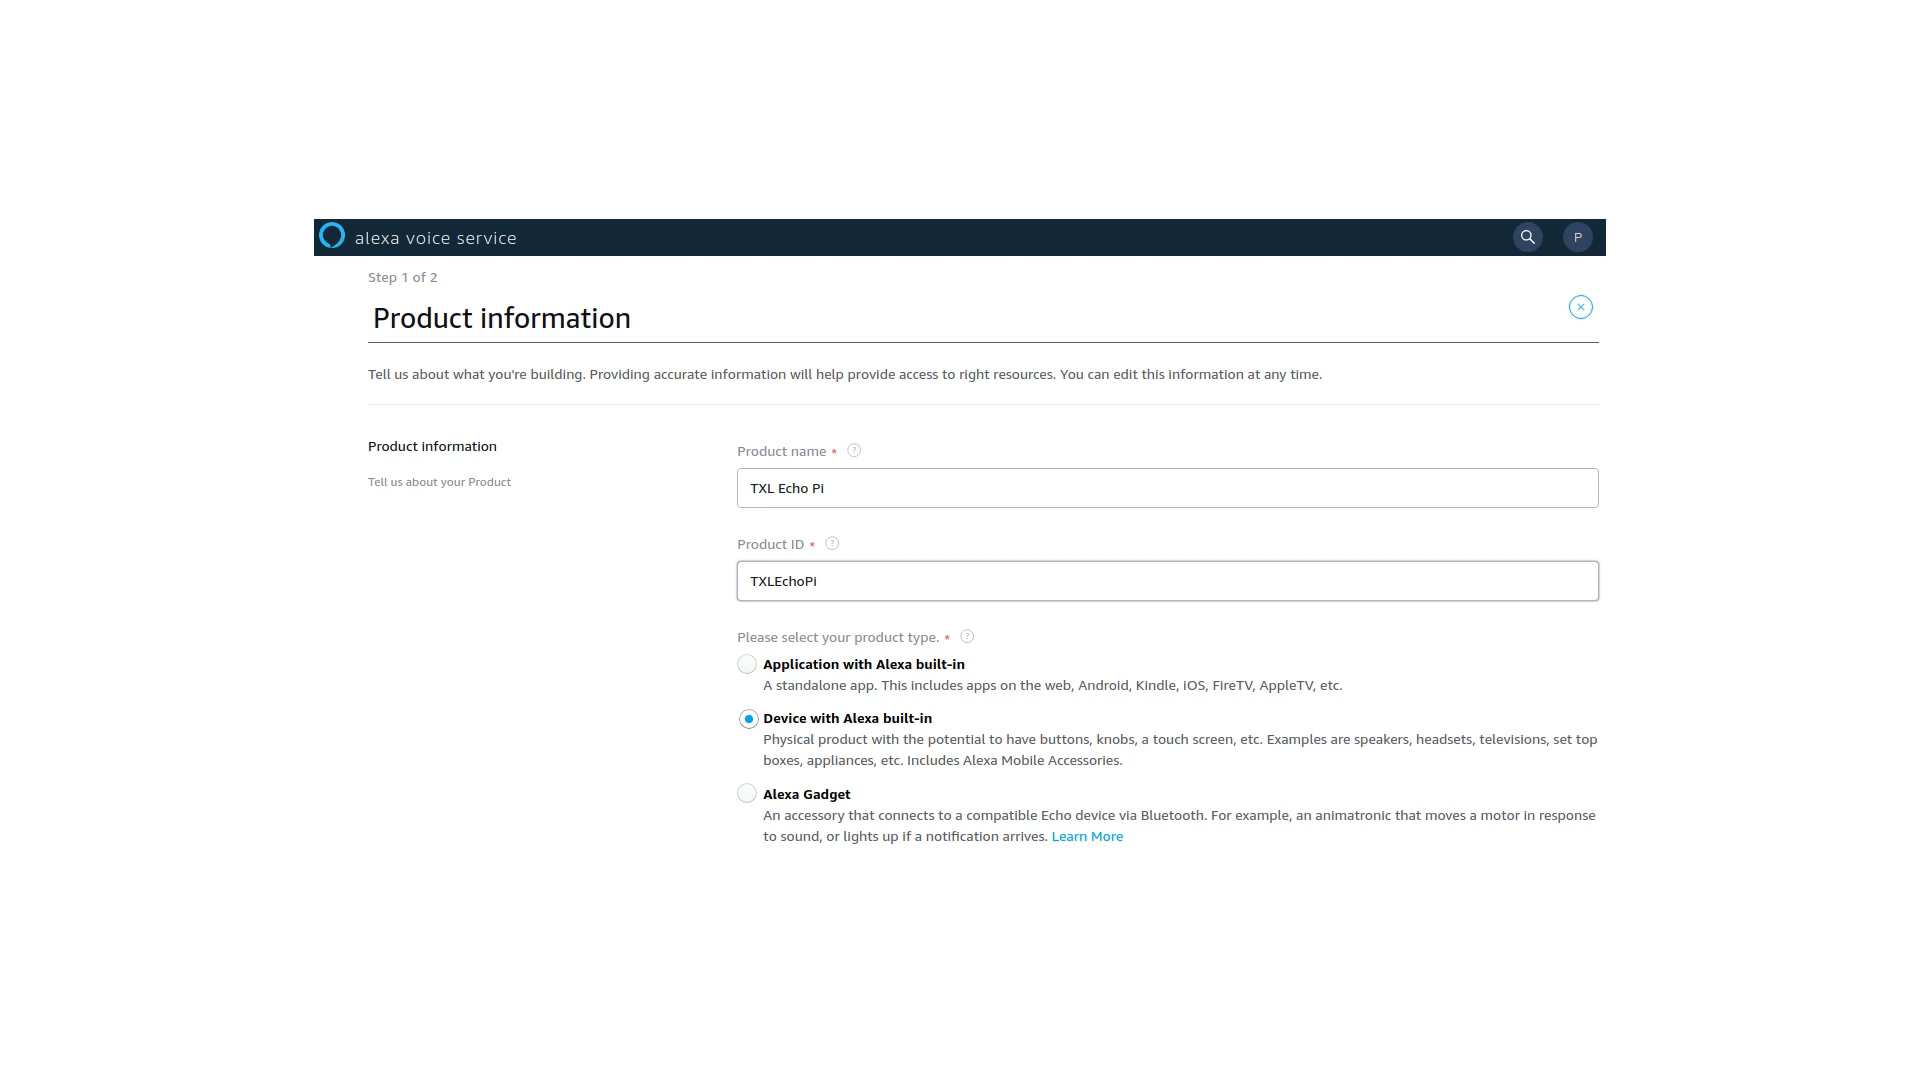 alexa voice service
P
Step 1 of 2
Product information
Tell us about what you're building. Providing accurate information will help provide access to right resources. You can edit this information at any time.
Product information
Tell us about your Product
Product name * ?
TXL Echo Pi
Product ID * ?
TXLEchoPi
Please select your product type. * ?
Application with Alexa built-in
A standalone app. This includes apps on the web, Android, Kindle, iOS, FireTV, AppleTV, etc.
Device with Alexa built-in
Physical product with the potential to have buttons, knobs, a touch screen, etc. Examples are speakers, headsets, televisions, set top
boxes, appliances, etc. Includes Alexa Mobile Accessories.
Alexa Gadget
An accessory that connects to a compatible Echo device via Bluetooth. For example, an animatronic that moves a motor in response
to sound, or lights up if a notification arrives. Learn More